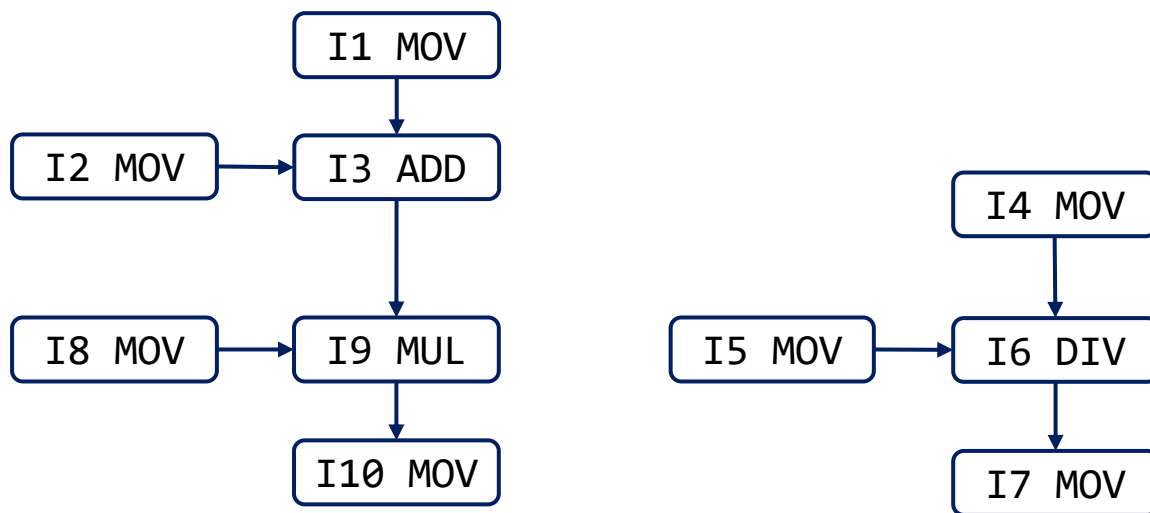 I1 MOV
I2 MOV
I3 ADD
I4 MOV
I8 MOV
I9 MUL
I5 MOV
I6 DIV
I10 MOV
I7 MOV